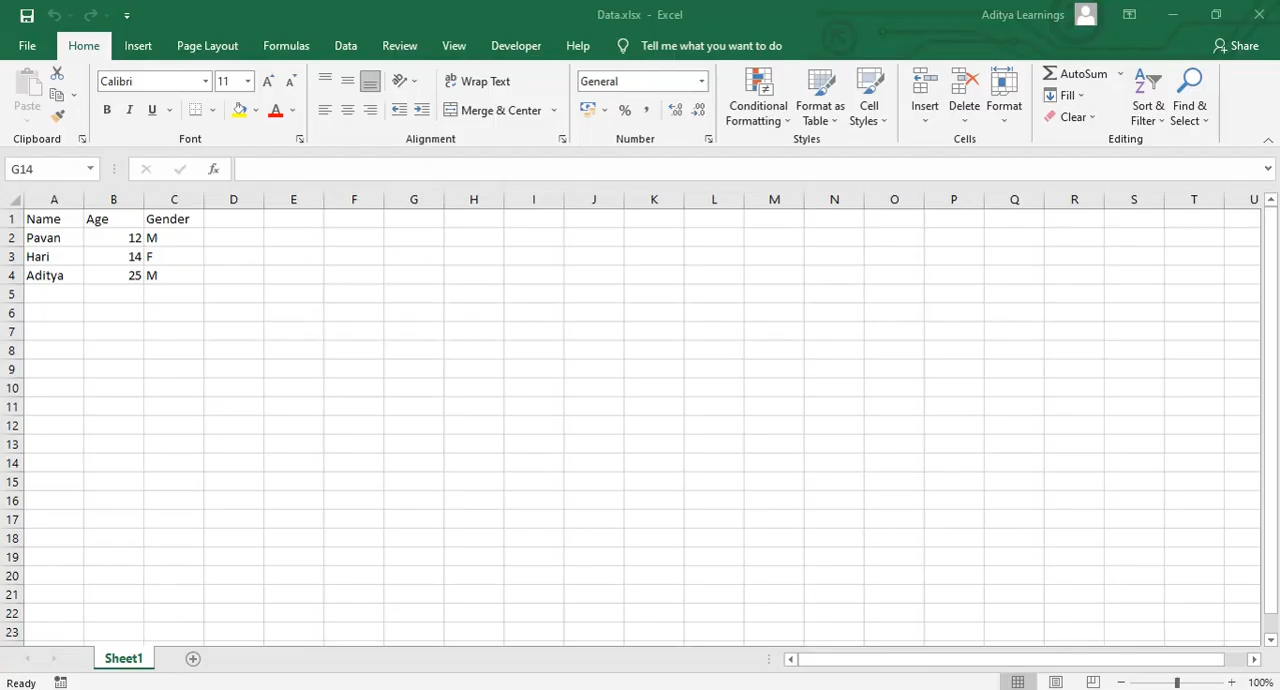 Data.xlsx - Excel
Aditya Learnings
File Home Insert Page Layout Formulas Data Review View Developer Help Tell me what you want to do Share
Paste
Clipboard
Calibri 11
B I U A
Font
Wrap Text
Merge & Center
Alignment
General
%
Number
Conditional Formatting
Format as Table
Cell Styles
Styles
Insert Delete Format
Cells
AutoSum
Fill
Clear
Sort & Filter
Find & Select
Editing
G14 fx
A B C D E F G H I J K L M N O P Q R S T U
1 Name Age Gender
2 Pavan 12 M
3 Hari 14 F
4 Aditya 25 M
5
6
7
8
9
10
11
12
13
14
15
16
17
18
19
20
21
22
23
Sheet1
Ready 100%